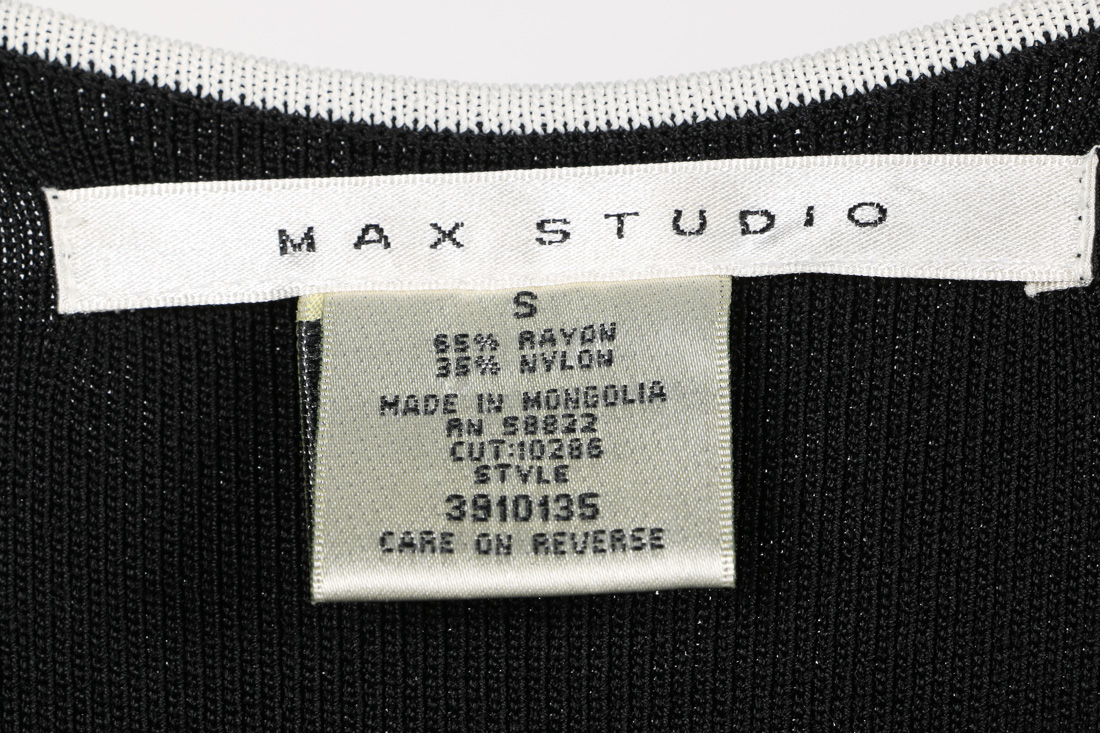 MAX STUDIO
S
65% RAYON
35% NYLON
MADE IN MONGOLIA
RN 58822
CUT:10286
STYLE
3910135
CARE ON REVERSE